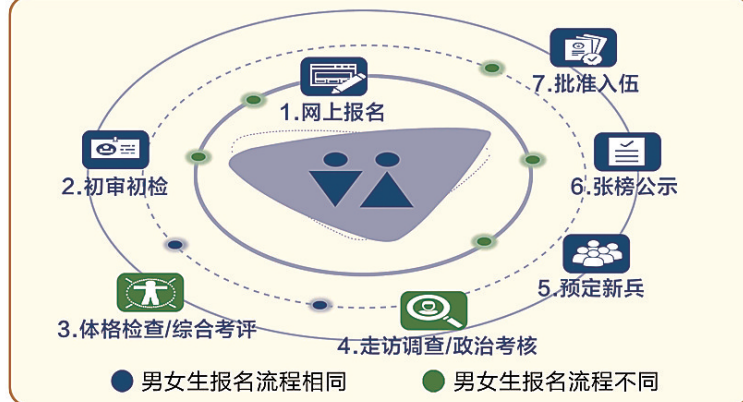 1.网上报名
2.初审初检
3.体格检查/综合考评
4.走访调查/政治考核
5.预定新兵
6.张榜公示
7.批准入伍
男女生报名流程相同
男女生报名流程不同